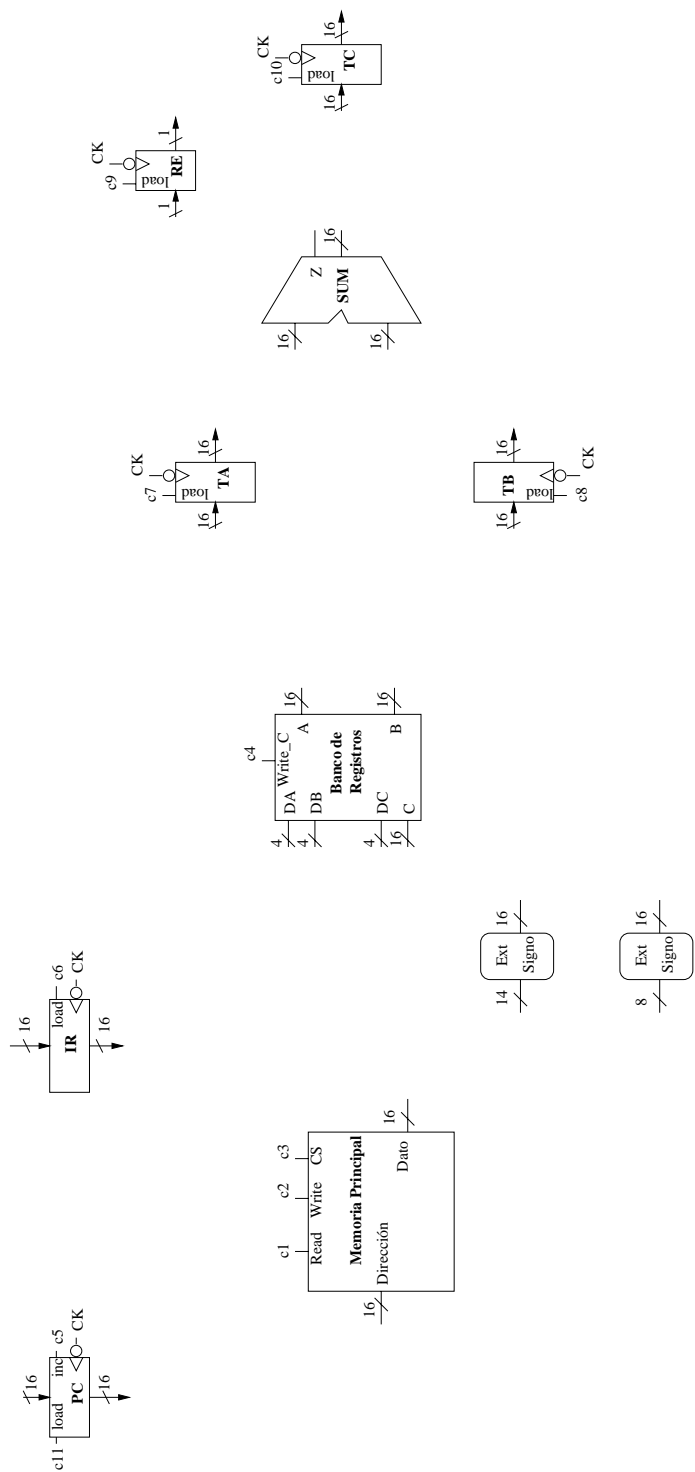 16
c11
load
inc
c5
PC
CK
16
c1
c2
c3
Read
Write
CS
Memoria Principal
Dirección
16
Dato
16
16
load
c6
IR
CK
16
14
Ext
Signo
16
8
Ext
Signo
16
c4
Write_C
4
DA
4
DB
A
16
Banco de
Registros
4
DC
16
C
B
16
c7
CK
load
16
TA
16
16
TB
16
load
c8
CK
16
Z
SUM
16
16
c9
CK
load
1
RE
1
c10
CK
load
16
TC
16